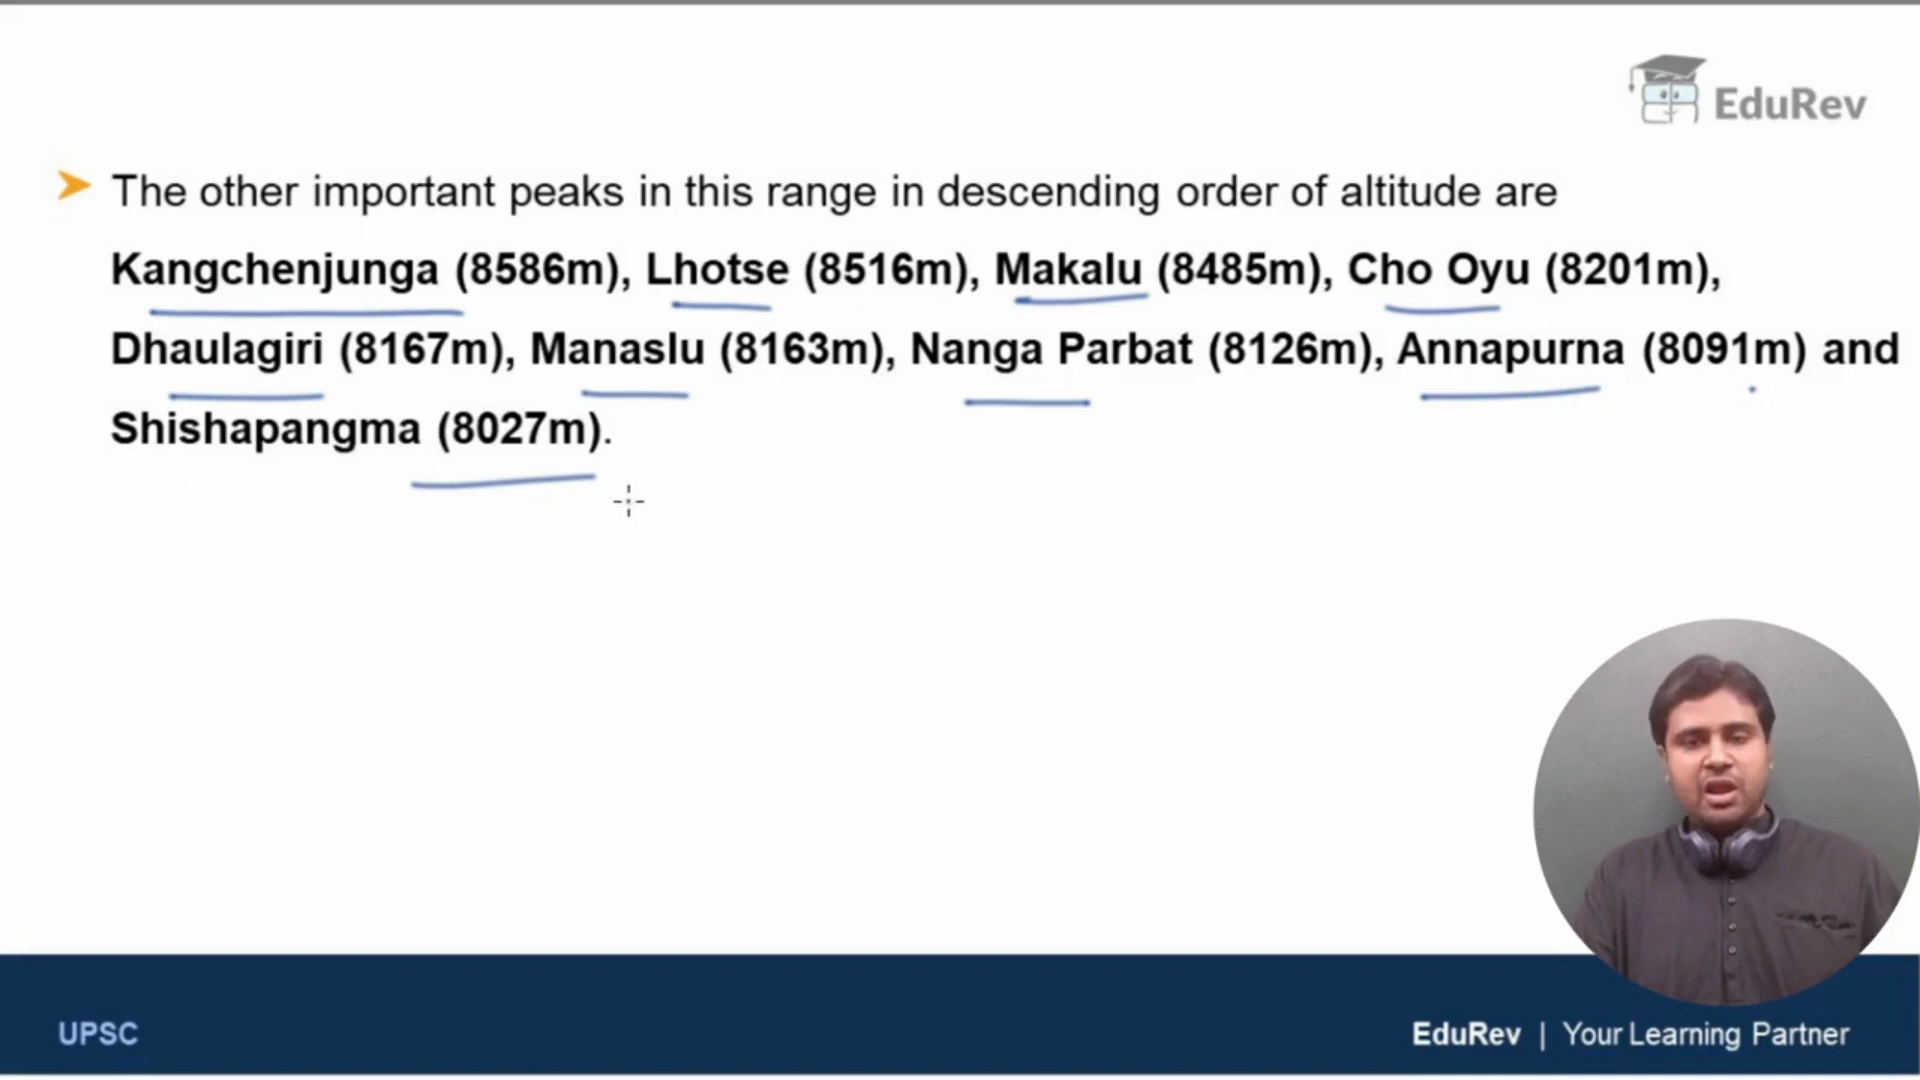 EduRev
The other important peaks in this range in descending order of altitude are
Kangchenjunga (8586m), Lhotse (8516m), Makalu (8485m), Cho Oyu (8201m),
Dhaulagiri (8167m), Manaslu (8163m), Nanga Parbat (8126m), Annapurna (8091m) and
Shishapangma (8027m).
UPSC
EduRev | Your Learning Partner